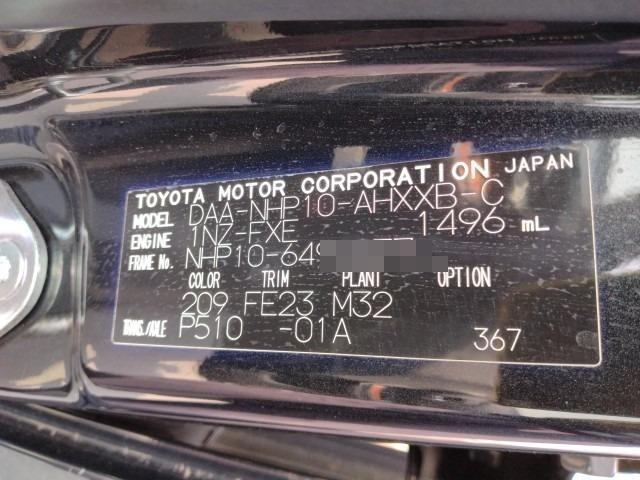 TOYOTA MOTOR CORPORATION JAPAN
MODEL DAA-NHP10-AHXXB-C
ENGINE 1NZ-FXE 1496 mL
FRAME No. NHP10-649
COLOR TRIM PLANT OPTION
209 FE23 M32
TRANS./AXLE P510 -01A 367